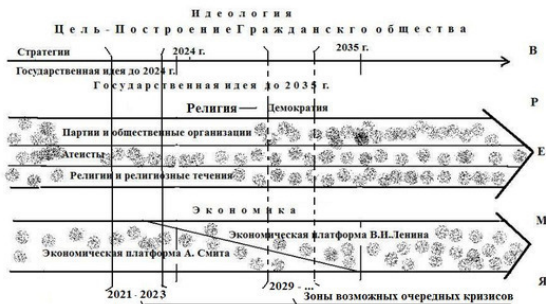 Идеология
Цель - Построение Гражданскго общества
Стратегии
2024 г.
2035 г.
В
Государственная идея до 2024 г.
Государственная идея до 2035 г.
Религия — Демократия
Р
Партии и общественные организации
Атеисты
Е
Религии и религиозные течения
Экономика
М
Экономическая платформа В.И.Ленина
Экономическая платформа А. Смита
2021 - 2023
2029 - ...
Я
Зоны возможных очередных кризисов